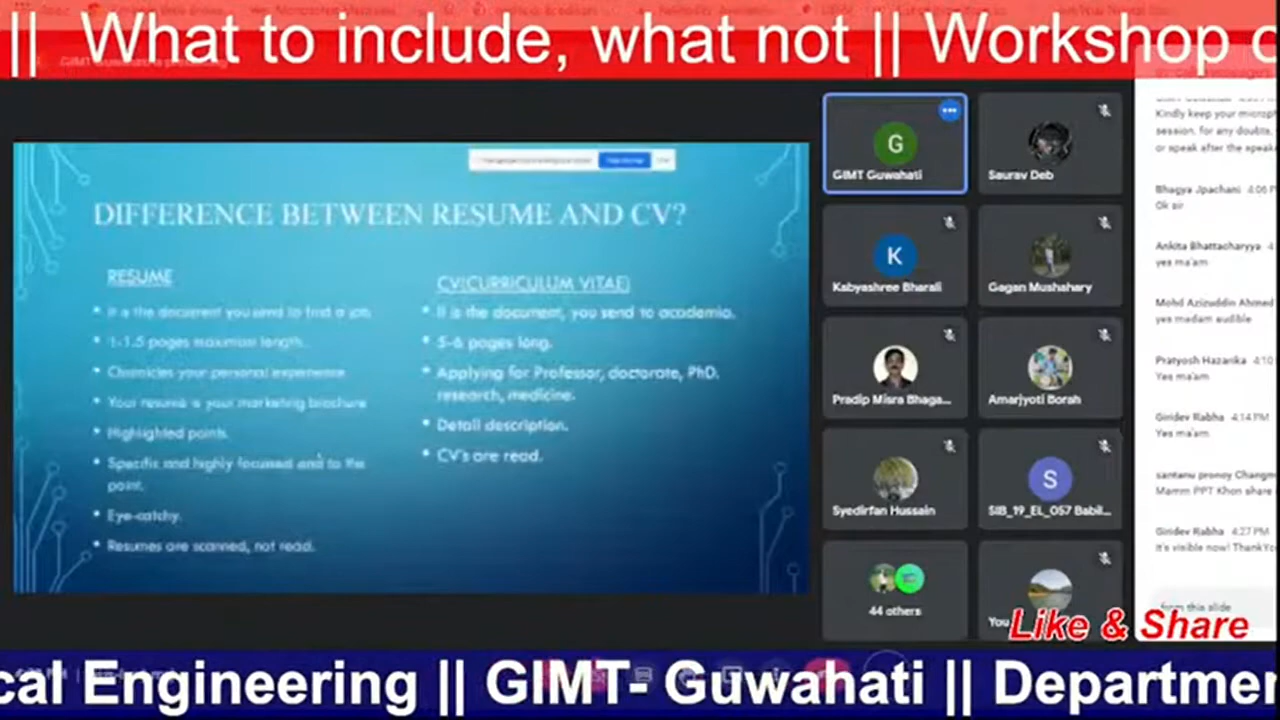 || What to include, what not || Workshop o
DIFFERENCE BETWEEN RESUME AND CV?
RESUME
• It is the document you send to find a job.
• 1-1.5 pages maximum length.
• Chronicles your personal experience
• Your resume is your marketing brochure
• Highlighted points.
• Specific and highly focussed and to the
point.
• Eye-catchy.
• Resumes are scanned, not read.
CV(CURRICULUM VITAE)
• It is the document, you send to academia.
• 5-6 pages long.
• Applying for Professor, doctorate, PhD,
research, medicine.
• Detail description.
• CV's are read.
G
GIMT Guwahati
Saurav Deb
K
Kabyashree Bharali
Gagan Mushahary
Pradip Misra Bhaga...
Amarjyoti Borah
Syedirfan Hussain
S
SIB_19_EL_057 Babil...
44 others
You
Kindly keep your microp
session. for any doubts,
or speak after the speak
Bhagya Jpachani 4:06 P
Ok sir
Ankita Bhattacharyya 4
yes ma'am
Mohd Azizuddin Ahmed
yes madam audible
Pratyosh Hazarika 4:10
Yes ma'am
Giridev Rabha 4:14 PM
Yes ma'am
santanu pronoy Changm
Mamm PPT Khon share
Giridev Rabha 4:27 PM
It's visible now! ThankYo
from this slide
Like & Share
cal Engineering || GIMT- Guwahati || Departmen